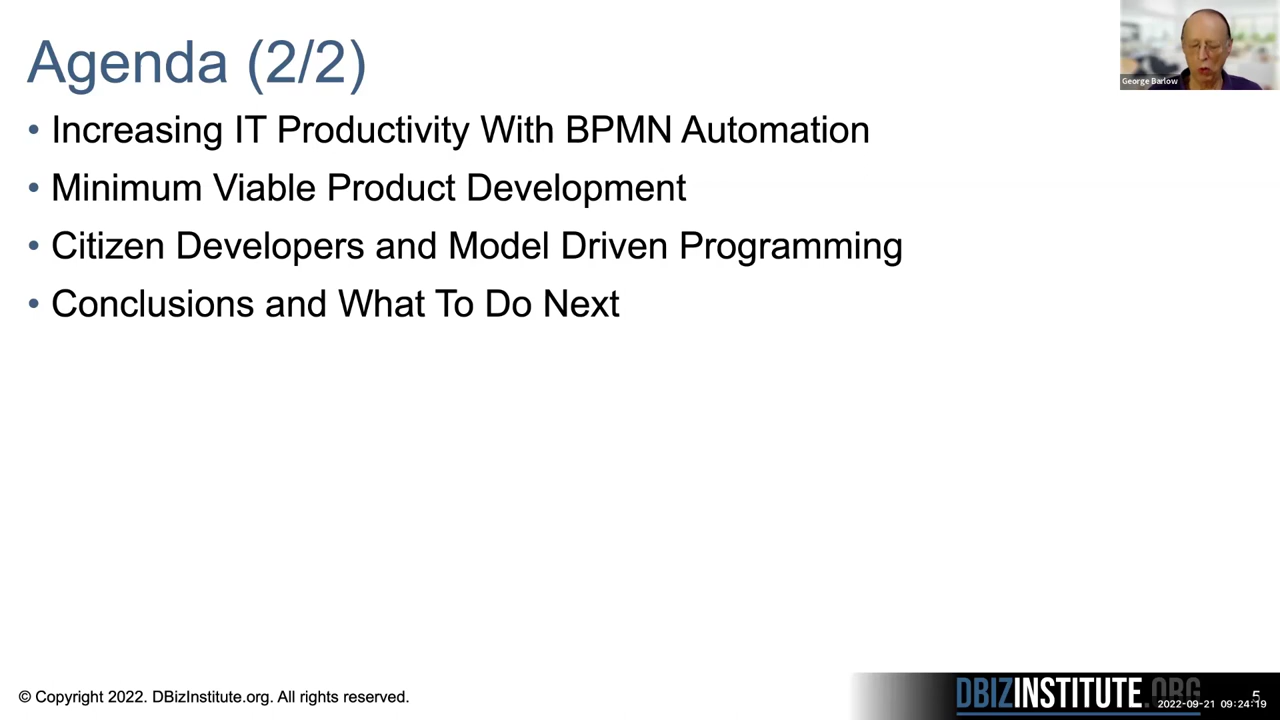 Agenda (2/2)
George Barlow
• Increasing IT Productivity With BPMN Automation
• Minimum Viable Product Development
• Citizen Developers and Model Driven Programming
• Conclusions and What To Do Next
© Copyright 2022. DBizInstitute.org. All rights reserved.
DBIZINSTITUTE.ORG
5
2022-09-21 09:24:19